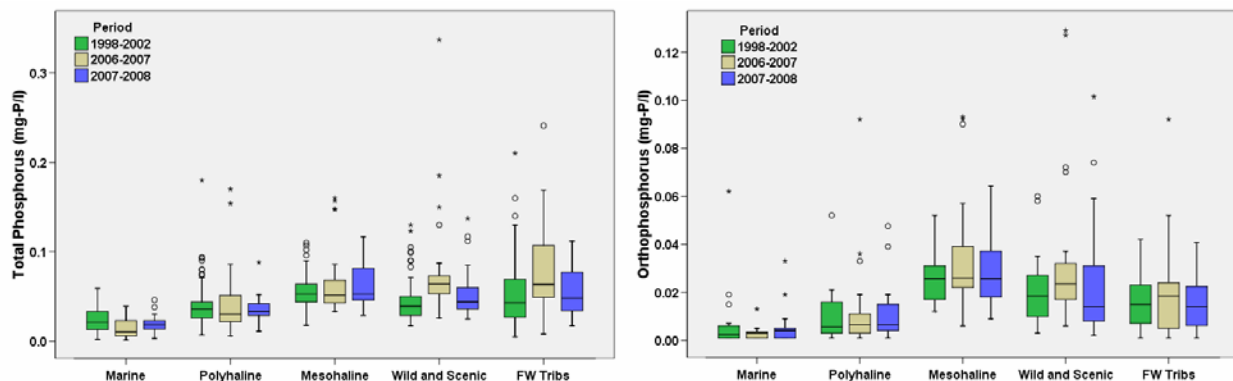 Period
1998-2002
2006-2007
2007-2008
Total Phosphorus (mg-P/l)
0.3
0.2
0.1
0.0
Marine Polyhaline Mesohaline Wild and Scenic FW Tribs
Period
1998-2002
2006-2007
2007-2008
Orthophosphorus (mg-P/l)
0.12
0.10
0.08
0.06
0.04
0.02
0.00
Marine Polyhaline Mesohaline Wild and Scenic FW Tribs